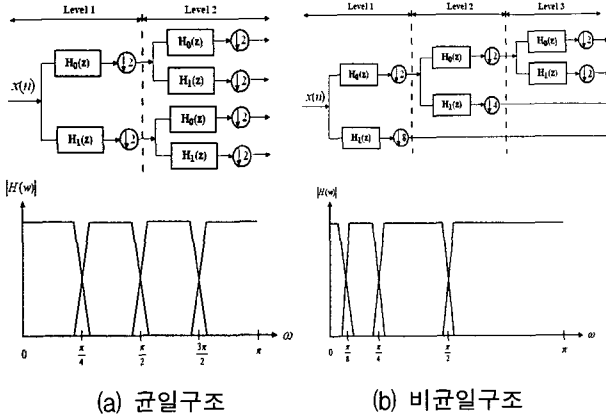 Level 1 Level 2
H₀(z) ↓2 H₀(z) ↓2
H₁(z) ↓2
x(n)
H₀(z) ↓2
H₁(z) ↓2 H₁(z) ↓2
|H(w)|
0 π/4 π/2 3π/2 π ω
(a) 균일구조
Level 1 Level 2 Level 3
H₀(z) ↓2 H₀(z) ↓2 H₀(z) ↓2
H₁(z) ↓2
x(n)
H₁(z) ↓4
H₁(z) ↓8
|H(w)|
0 π/8 π/4 π/2 π ω
(b) 비균일구조